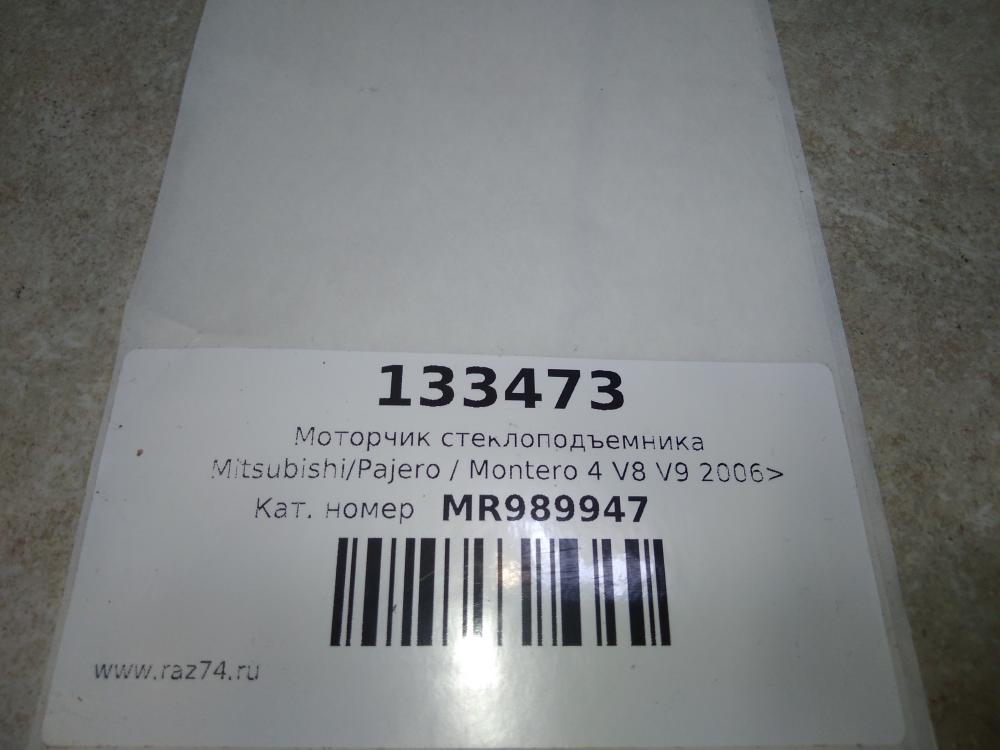 133473
Моторчик стеклоподъемника
Mitsubishi/Pajero / Montero 4 V8 V9 2006>
Кат. номер MR989947
www.raz74.ru